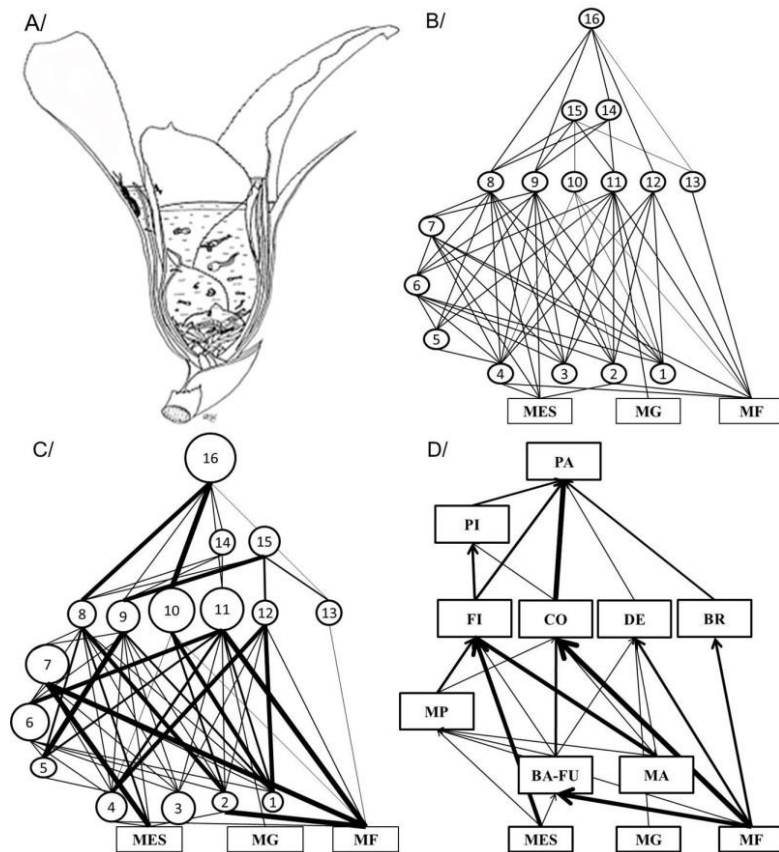 A/
B/
16
15 14
8 9 10 11 12 13
7
6
5
4 3 2 1
MES MG MF
C/
16
14 15
8 9 10 11 12 13
7
6
5
4 3 2 1
MES MG MF
D/
PA
PI
FI CO DE BR
MP
BA-FU MA
MES MG MF